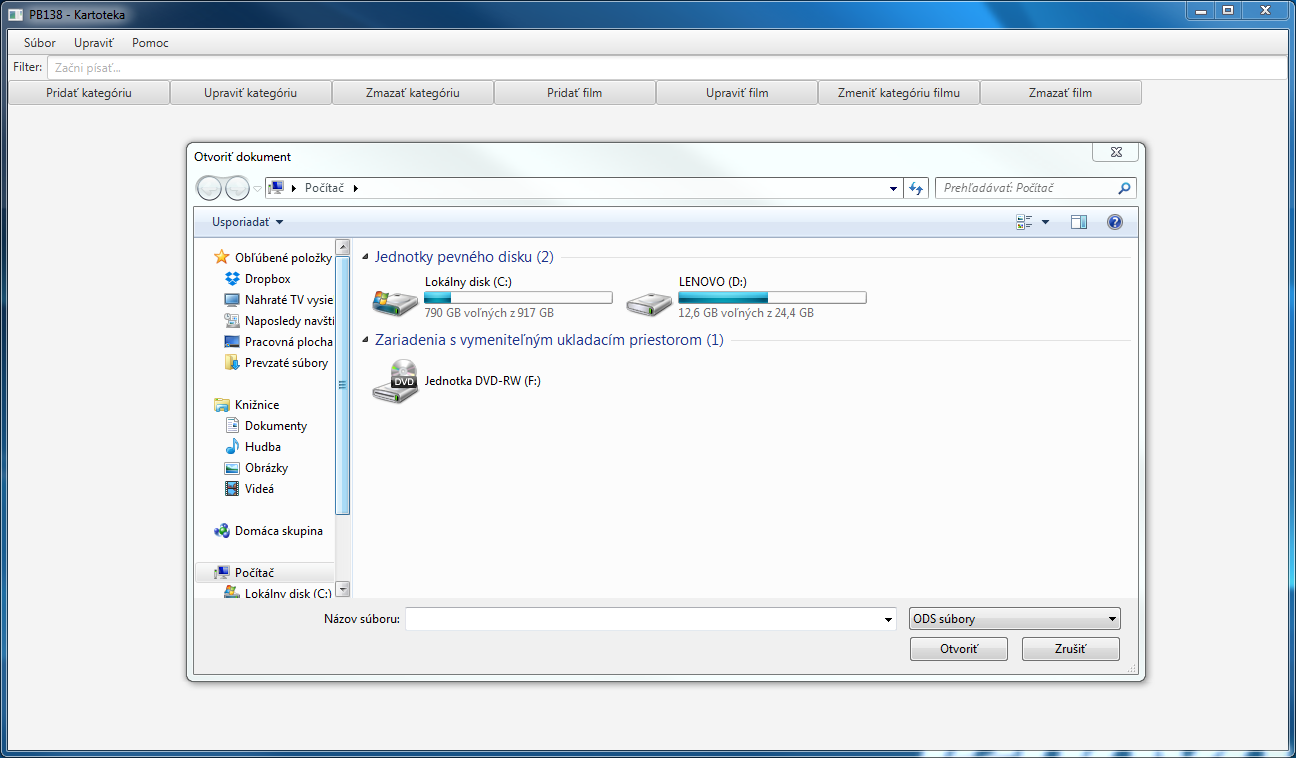 PB138 - Kartoteka
Súbor Upraviť Pomoc
Filter: Začni písať...
Pridať kategóriu Upraviť kategóriu Zmazať kategóriu Pridať film Upraviť film Zmeniť kategóriu filmu Zmazať film
Otvoriť dokument
Počítač Prehľadávať: Počítač
Usporiadať
Obľúbené položky
Dropbox
Nahraté TV vysie
Naposledy navšti
Pracovná plocha
Prevzaté súbory
Knižnice
Dokumenty
Hudba
Obrázky
Videá
Domáca skupina
Počítač
Lokálny disk (C:)
Jednotky pevného disku (2)
Lokálny disk (C:)
790 GB voľných z 917 GB
LENOVO (D:)
12,6 GB voľných z 24,4 GB
Zariadenia s vymeniteľným ukladacím priestorom (1)
DVD
Jednotka DVD-RW (F:)
Názov súboru: ODS súbory
Otvoriť Zrušiť